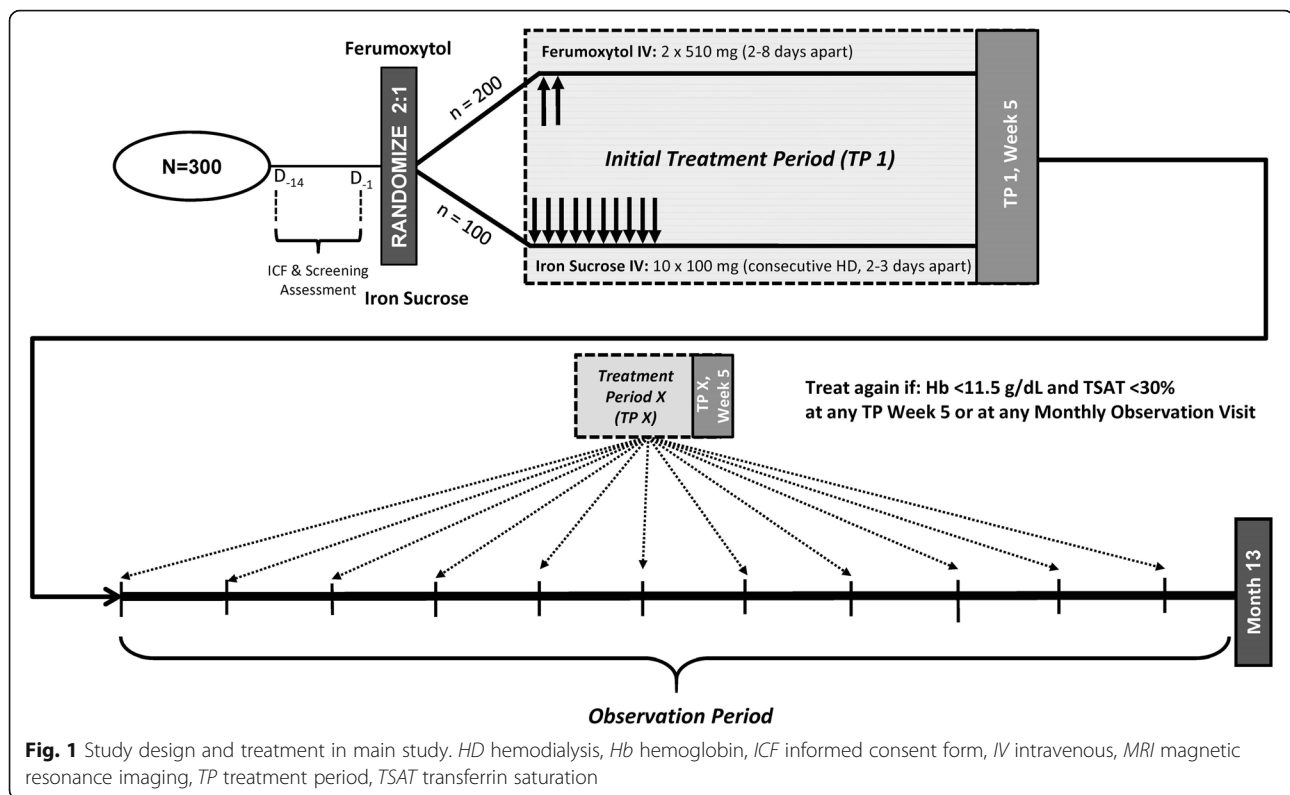 Ferumoxytol
Ferumoxytol IV: 2 x 510 mg (2-8 days apart)
n = 200
RANDOMIZE 2:1
N=300
D-14
D-1
Initial Treatment Period (TP 1)
TP 1, Week 5
n = 100
ICF & Screening
Assessment
Iron Sucrose
Iron Sucrose IV: 10 x 100 mg (consecutive HD, 2-3 days apart)
Treatment
Period X
(TP X)
TP X,
Week 5
Treat again if: Hb <11.5 g/dL and TSAT <30%
at any TP Week 5 or at any Monthly Observation Visit
Month 13
Observation Period
Fig. 1 Study design and treatment in main study. HD hemodialysis, Hb hemoglobin, ICF informed consent form, IV intravenous, MRI magnetic
resonance imaging, TP treatment period, TSAT transferrin saturation